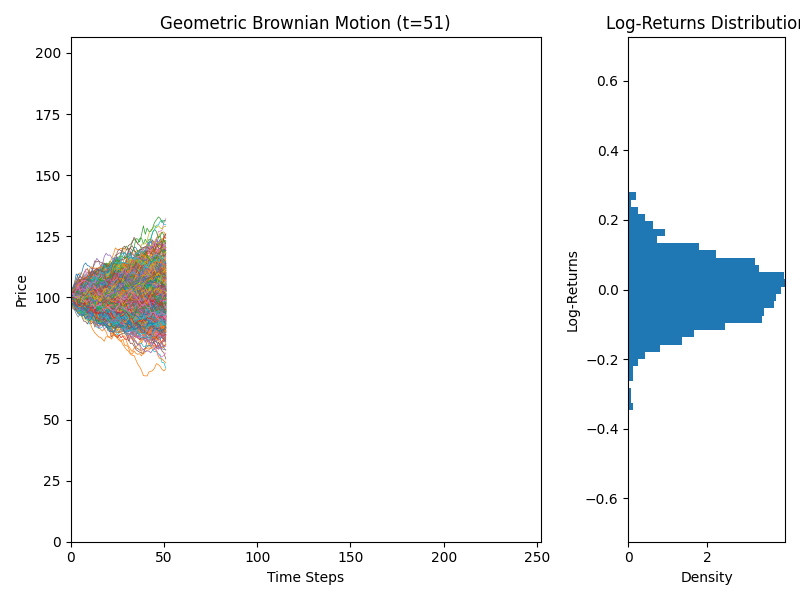 Geometric Brownian Motion (t=51)
Price
200
175
150
125
100
75
50
25
0
0 50 100 150 200 250
Time Steps
Log-Returns Distribution
Log-Returns
0.6
0.4
0.2
0.0
−0.2
−0.4
−0.6
0 2
Density